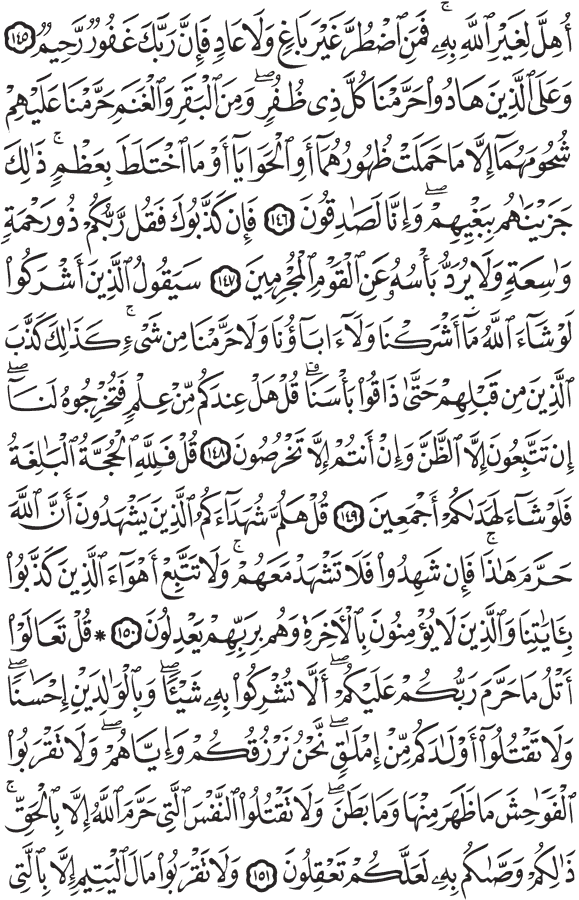 أُهِلَّ لِغَيْرِ ٱللَّهِ بِهِۦۚ فَمَنِ ٱضْطُرَّ غَيْرَ بَاغٍ وَلَا عَادٍ فَإِنَّ رَبَّكَ غَفُورٌ رَّحِيمٌ ١٤٥
وَعَلَى ٱلَّذِينَ هَادُوا۟ حَرَّمْنَا كُلَّ ذِى ظُفُرٍۖ وَمِنَ ٱلْبَقَرِ وَٱلْغَنَمِ حَرَّمْنَا عَلَيْهِمْ
شُحُومَهُمَآ إِلَّا مَا حَمَلَتْ ظُهُورُهُمَآ أَوِ ٱلْحَوَايَآ أَوْ مَا ٱخْتَلَطَ بِعَظْمٍۚ ذَٰلِكَ
جَزَيْنَٰهُم بِبَغْيِهِمْۖ وَإِنَّا لَصَٰدِقُونَ ١٤٦ فَإِن كَذَّبُوكَ فَقُل رَّبُّكُمْ ذُو رَحْمَةٍ
وَٰسِعَةٍ وَلَا يُرَدُّ بَأْسُهُۥ عَنِ ٱلْقَوْمِ ٱلْمُجْرِمِينَ ١٤٧ سَيَقُولُ ٱلَّذِينَ أَشْرَكُوا۟
لَوْ شَآءَ ٱللَّهُ مَآ أَشْرَكْنَا وَلَآ ءَابَآؤُنَا وَلَا حَرَّمْنَا مِن شَىْءٍۚ كَذَٰلِكَ كَذَّبَ
ٱلَّذِينَ مِن قَبْلِهِمْ حَتَّىٰ ذَاقُوا۟ بَأْسَنَاۗ قُلْ هَلْ عِندَكُم مِّنْ عِلْمٍ فَتُخْرِجُوهُ لَنَآۖ
إِن تَتَّبِعُونَ إِلَّا ٱلظَّنَّ وَإِنْ أَنتُمْ إِلَّا تَخْرُصُونَ ١٤٨ قُلْ فَلِلَّهِ ٱلْحُجَّةُ ٱلْبَٰلِغَةُۖ
فَلَوْ شَآءَ لَهَدَىٰكُمْ أَجْمَعِينَ ١٤٩ قُلْ هَلُمَّ شُهَدَآءَكُمُ ٱلَّذِينَ يَشْهَدُونَ أَنَّ ٱللَّهَ
حَرَّمَ هَٰذَاۖ فَإِن شَهِدُوا۟ فَلَا تَشْهَدْ مَعَهُمْۚ وَلَا تَتَّبِعْ أَهْوَآءَ ٱلَّذِينَ كَذَّبُوا۟
بِـَٔايَٰتِنَا وَٱلَّذِينَ لَا يُؤْمِنُونَ بِٱلْءَاخِرَةِ وَهُم بِرَبِّهِمْ يَعْدِلُونَ ١٥٠ * قُلْ تَعَالَوْا۟
أَتْلُ مَا حَرَّمَ رَبُّكُمْ عَلَيْكُمْۖ أَلَّا تُشْرِكُوا۟ بِهِۦ شَيْـًٔاۖ وَبِٱلْوَٰلِدَيْنِ إِحْسَٰنًاۖ
وَلَا تَقْتُلُوٓا۟ أَوْلَٰدَكُم مِّنْ إِمْلَٰقٍۖ نَّحْنُ نَرْزُقُكُمْ وَإِيَّاهُمْۖ وَلَا تَقْرَبُوا۟
ٱلْفَوَٰحِشَ مَا ظَهَرَ مِنْهَا وَمَا بَطَنَۖ وَلَا تَقْتُلُوا۟ ٱلنَّفْسَ ٱلَّتِى حَرَّمَ ٱللَّهُ إِلَّا بِٱلْحَقِّۚ
ذَٰلِكُمْ وَصَّىٰكُم بِهِۦ لَعَلَّكُمْ تَعْقِلُونَ ١٥١ وَلَا تَقْرَبُوا۟ مَالَ ٱلْيَتِيمِ إِلَّا بِٱلَّتِى